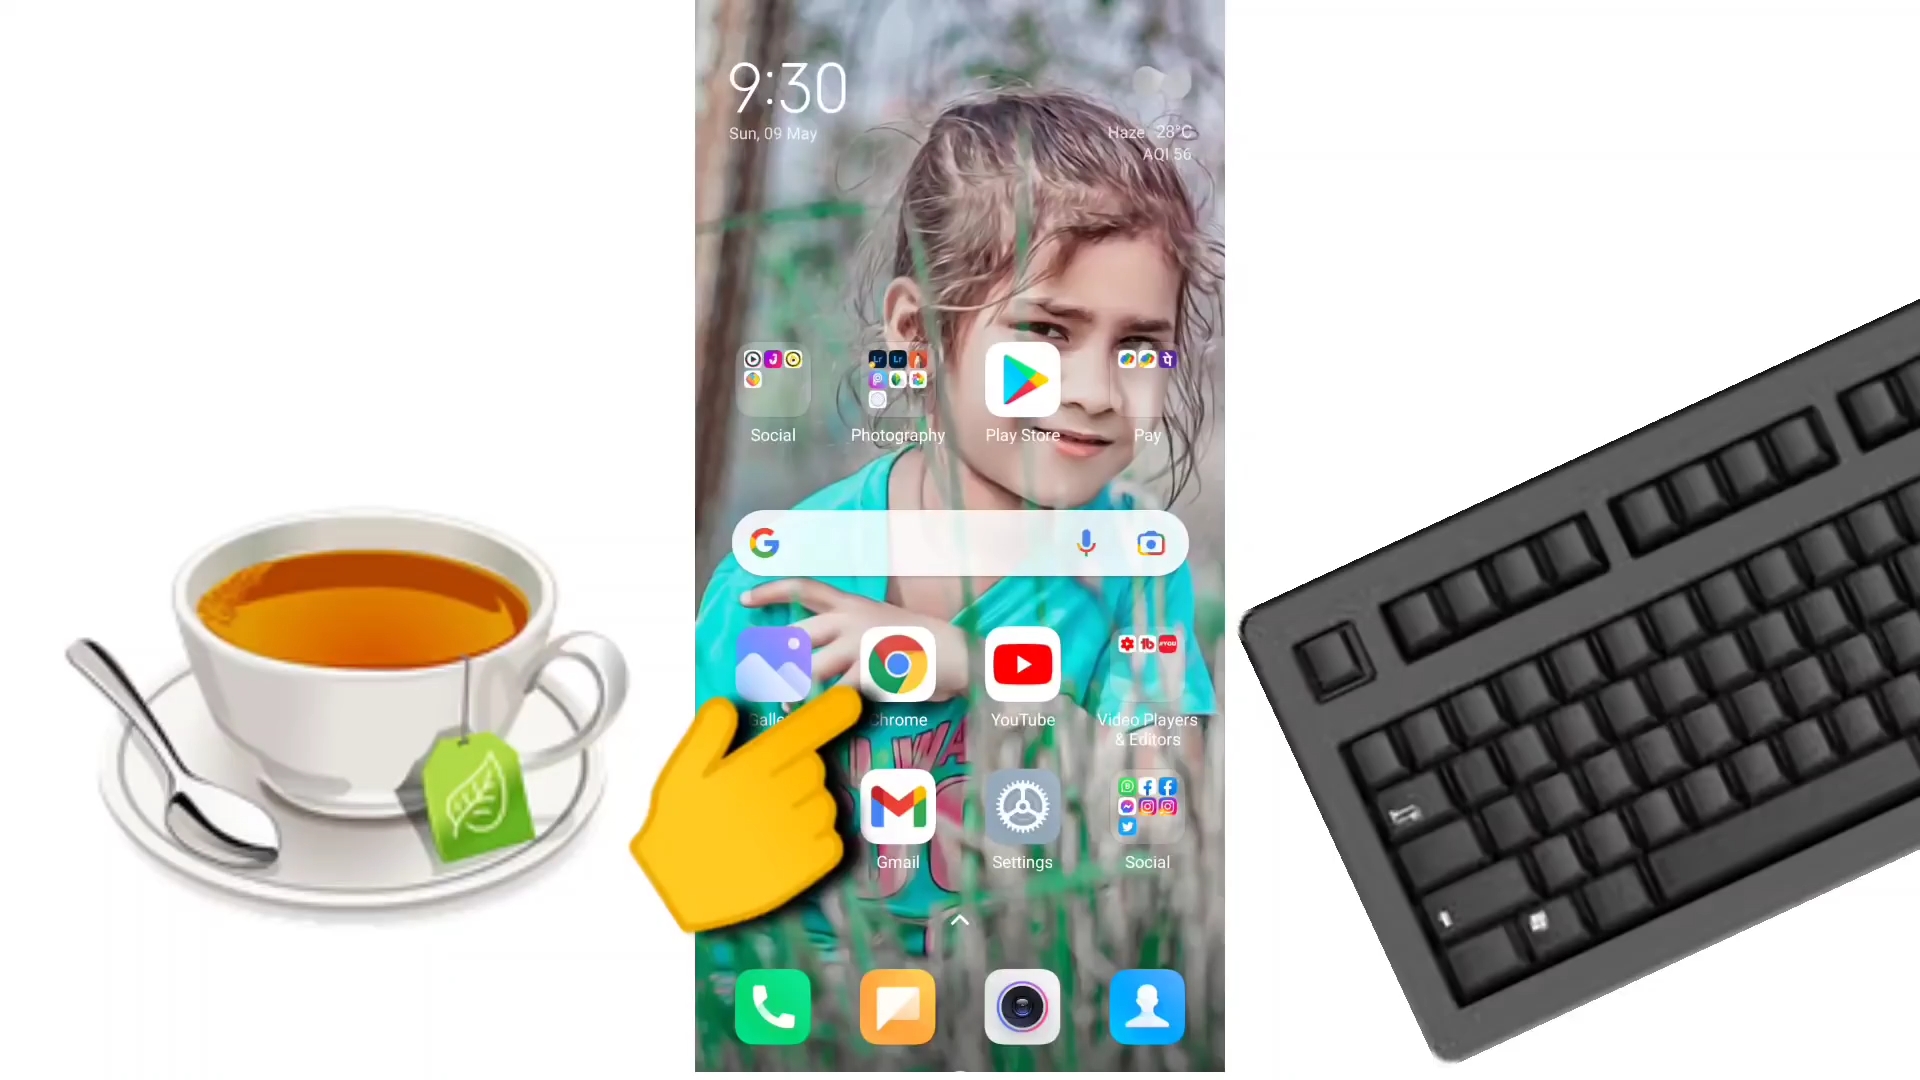 9:30
Sun, 09 May
Haze 28°C
AQI 56
Social
Photography
Play Store
Pay
Chrome
YouTube
Video Players
& Editors
Gmail
Settings
Social